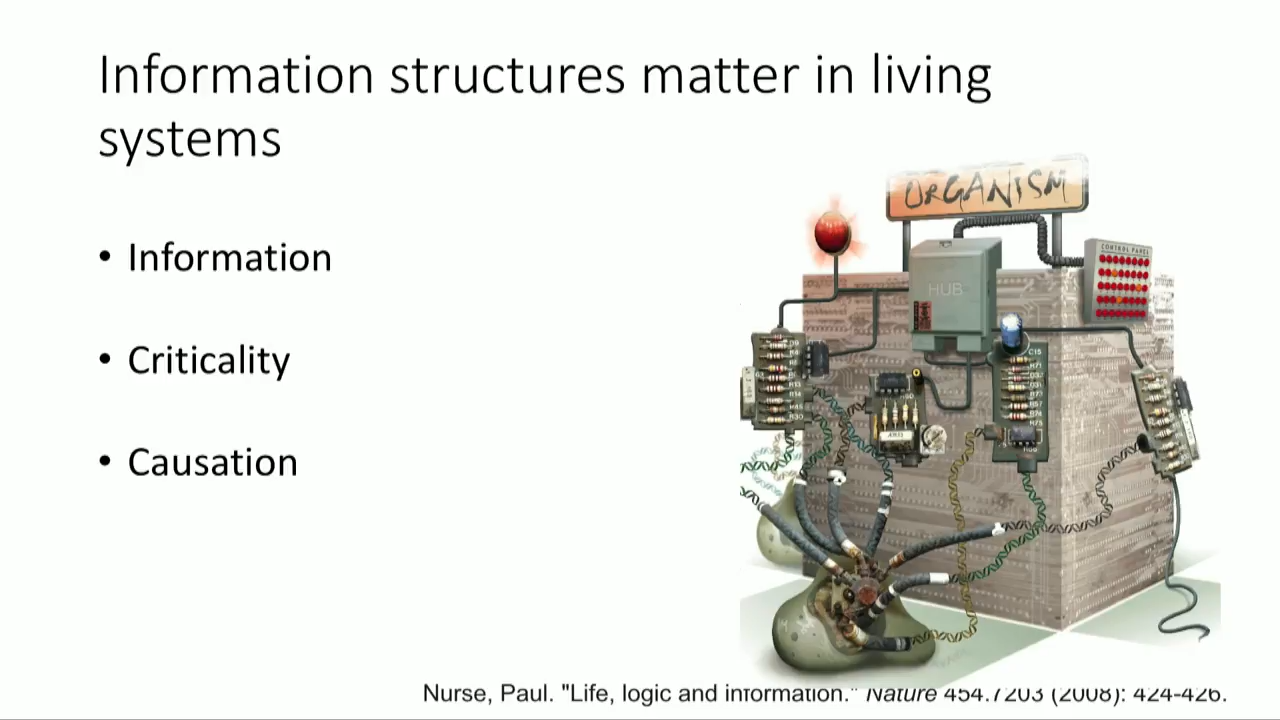 Information structures matter in living
systems
• Information
• Criticality
• Causation
ORGANISM
HUB
CONTROL PANEL
C15
Nurse, Paul. "Life, logic and information." Nature 454.7203 (2008): 424-426.